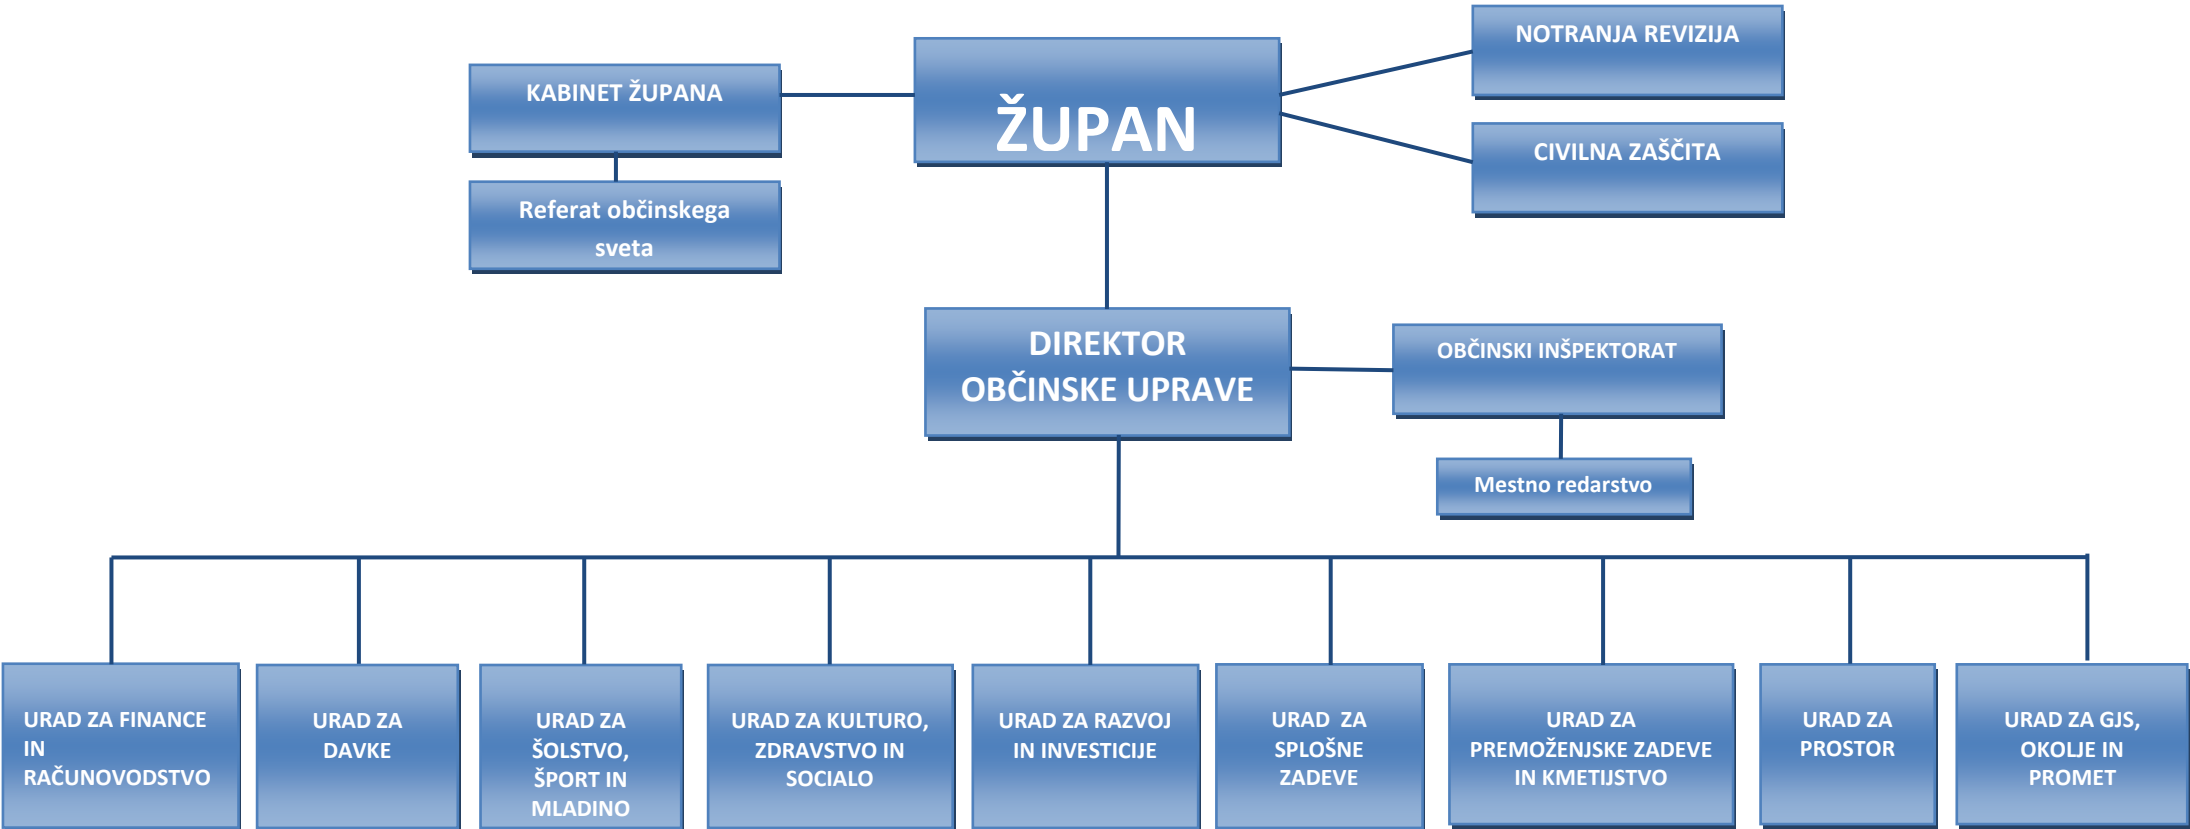 NOTRANJA REVIZIJA
KABINET ŽUPANA
ŽUPAN
CIVILNA ZAŠČITA
Referat občinskega
sveta
DIREKTOR
OBČINSKE UPRAVE
OBČINSKI INŠPEKTORAT
Mestno redarstvo
URAD ZA FINANCE
IN
RAČUNOVODSTVO
URAD ZA
DAVKE
URAD ZA
ŠOLSTVO,
ŠPORT IN
MLADINO
URAD ZA KULTURO,
ZDRAVSTVO IN
SOCIALO
URAD ZA RAZVOJ
IN INVESTICIJE
URAD ZA
SPLOŠNE
ZADEVE
URAD ZA
PREMOŽENJSKE ZADEVE
IN KMETIJSTVO
URAD ZA
PROSTOR
URAD ZA GJS,
OKOLJE IN
PROMET